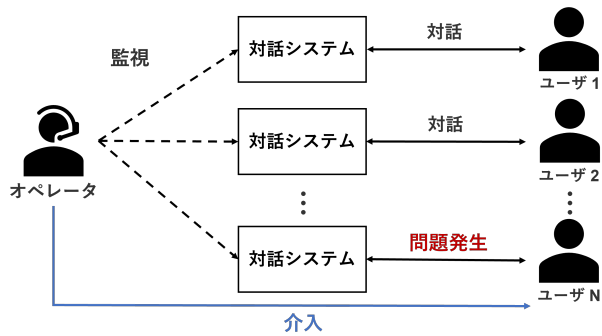 監視
対話システム
対話
ユーザ 1
対話システム
対話
ユーザ 2
オペレータ
対話システム
問題発生
ユーザ N
介入